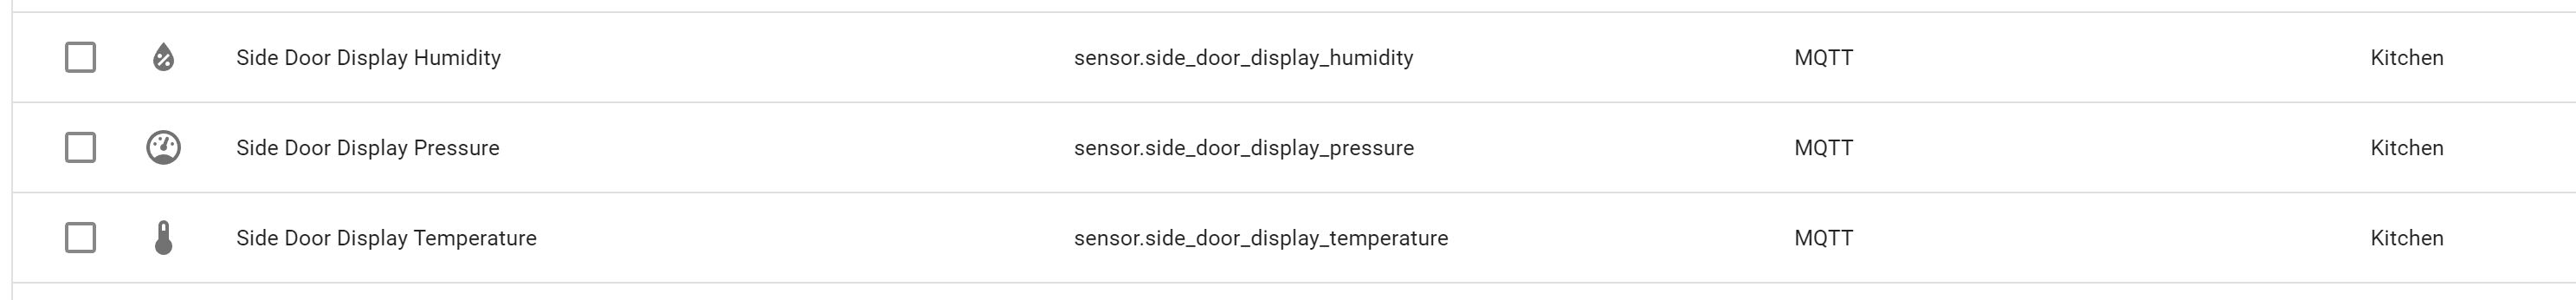 Side Door Display Humidity sensor.side_door_display_humidity MQTT Kitchen
Side Door Display Pressure sensor.side_door_display_pressure MQTT Kitchen
Side Door Display Temperature sensor.side_door_display_temperature MQTT Kitchen